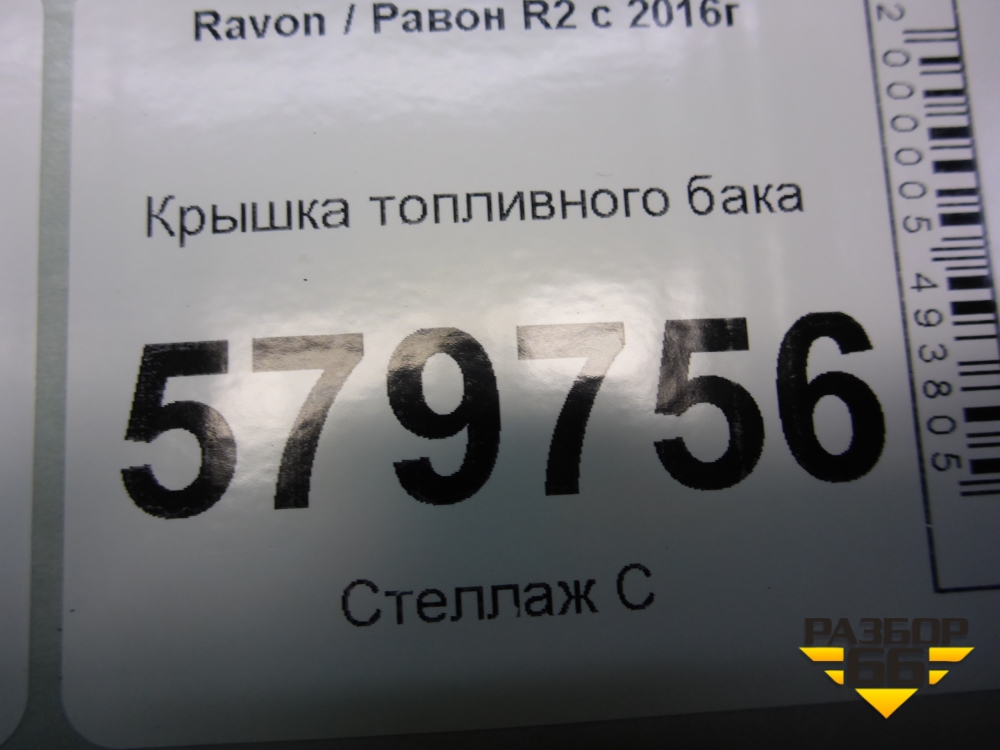 Ravon / Равон R2 с 2016г
Крышка топливного бака
579756
Стеллаж С
2000005493805
РАЗБОР
66